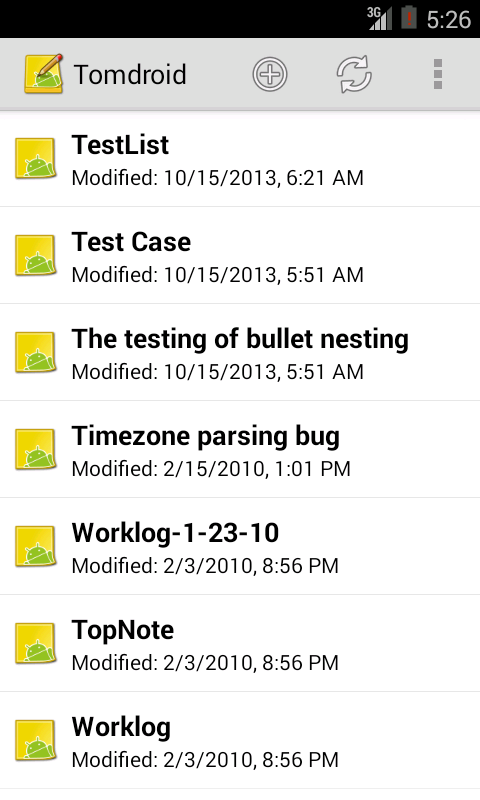 3G
5:26
Tomdroid
TestList
Modified: 10/15/2013, 6:21 AM
Test Case
Modified: 10/15/2013, 5:51 AM
The testing of bullet nesting
Modified: 10/15/2013, 5:51 AM
Timezone parsing bug
Modified: 2/15/2010, 1:01 PM
Worklog-1-23-10
Modified: 2/3/2010, 8:56 PM
TopNote
Modified: 2/3/2010, 8:56 PM
Worklog
Modified: 2/3/2010, 8:56 PM